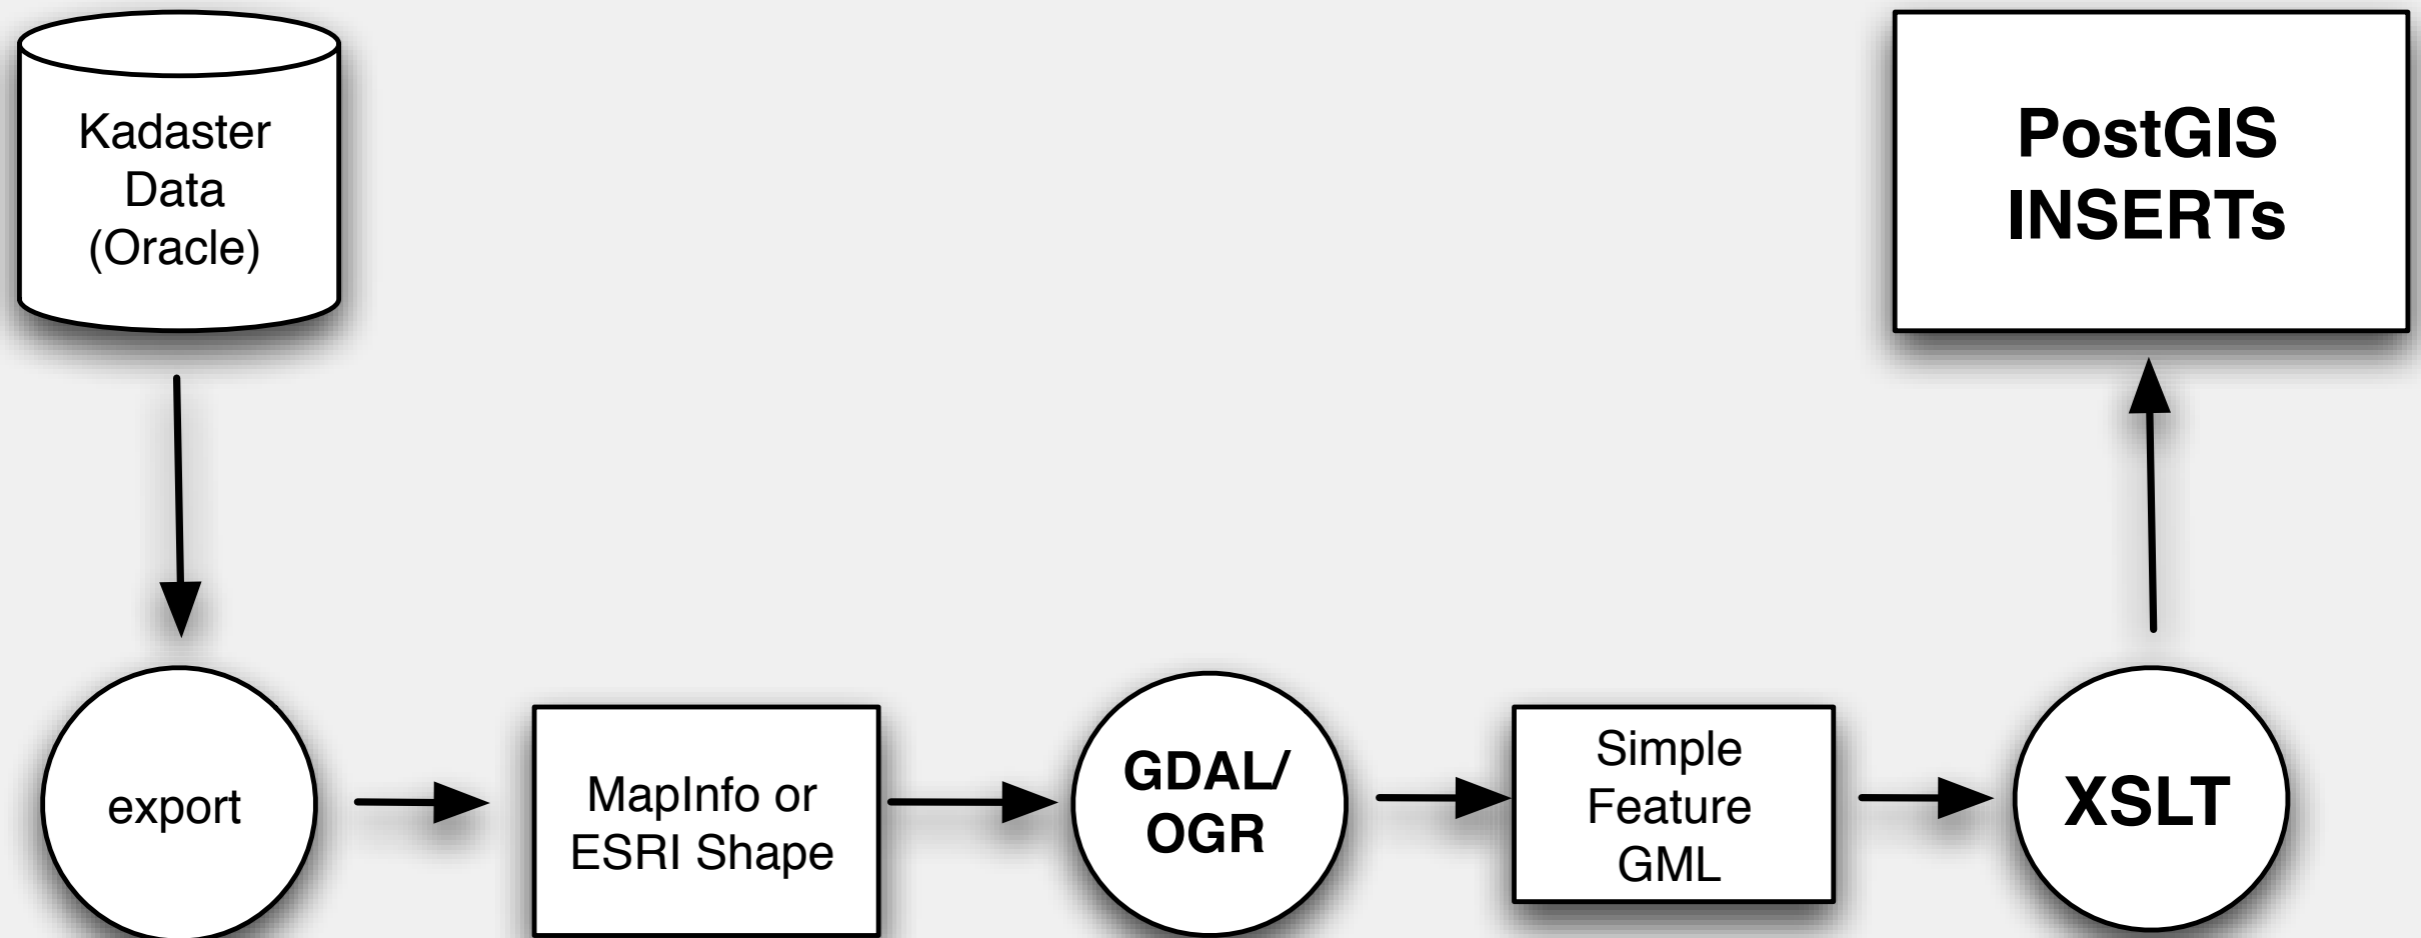 Kadaster
Data
(Oracle)
PostGIS
INSERTs
export
MapInfo or
ESRI Shape
GDAL/
OGR
Simple
Feature
GML
XSLT